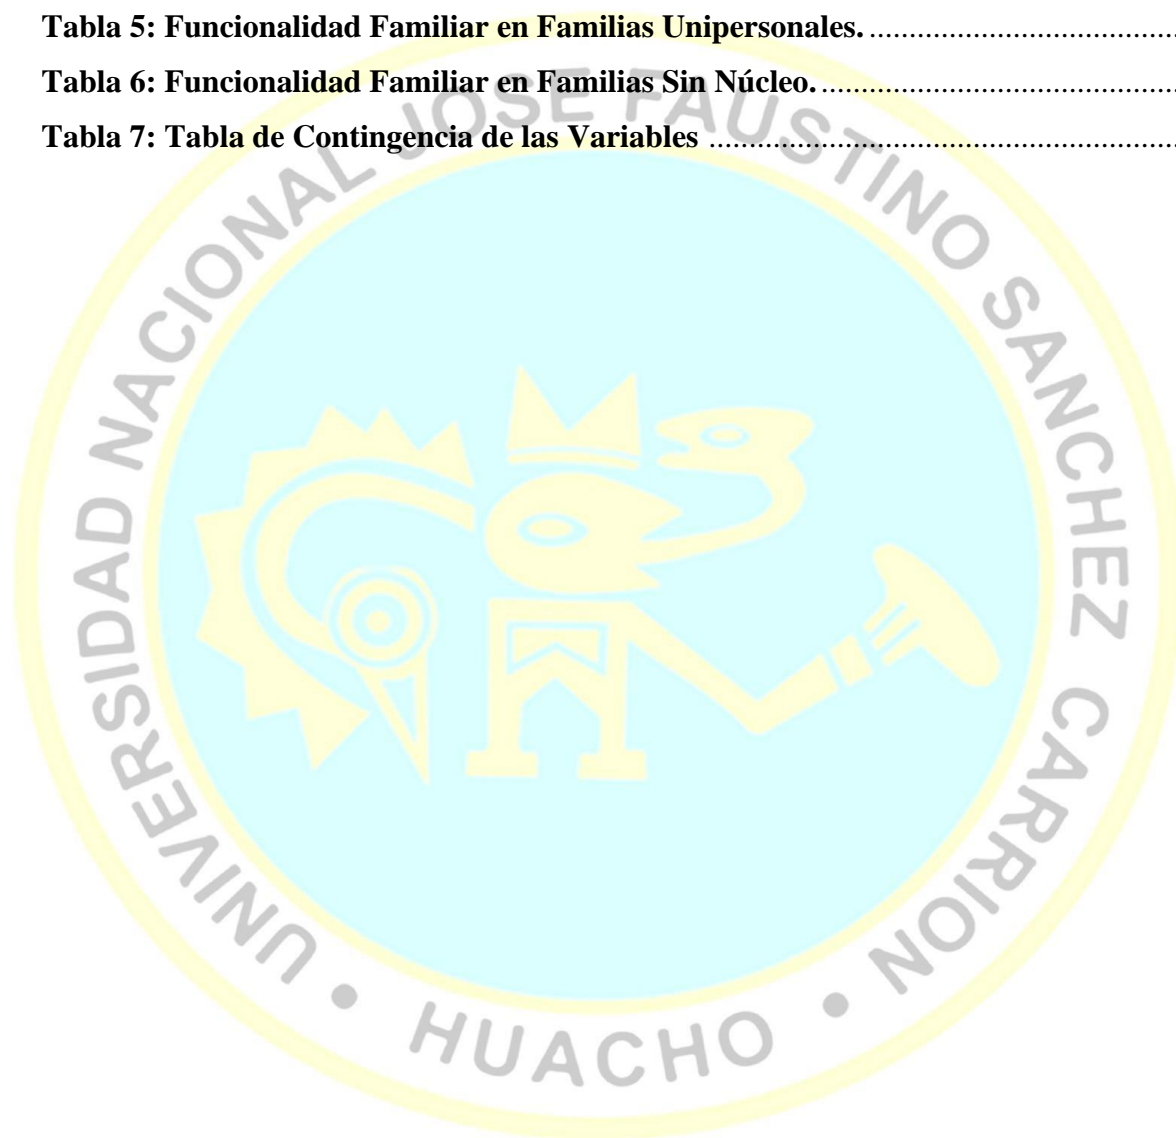 Tabla 5: Funcionalidad Familiar en Familias Unipersonales. ........................................
Tabla 6: Funcionalidad Familiar en Familias Sin Núcleo. ..............................................
Tabla 7: Tabla de Contingencia de las Variables ............................................................
UNIVERSIDAD NACIONAL JOSE FAUSTINO SANCHEZ CARRION • HUACHO •